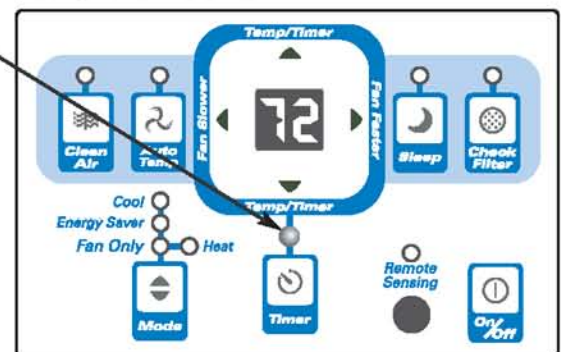 Temp/Timer
Fan Slower
72
Fan Faster
Clean
Air
Auto
Temp
Sleep
Check
Filter
Temp/Timer
Cool
Energy Saver
Fan Only
Heat
Remote
Sensing
Mode
Timer
On/Off